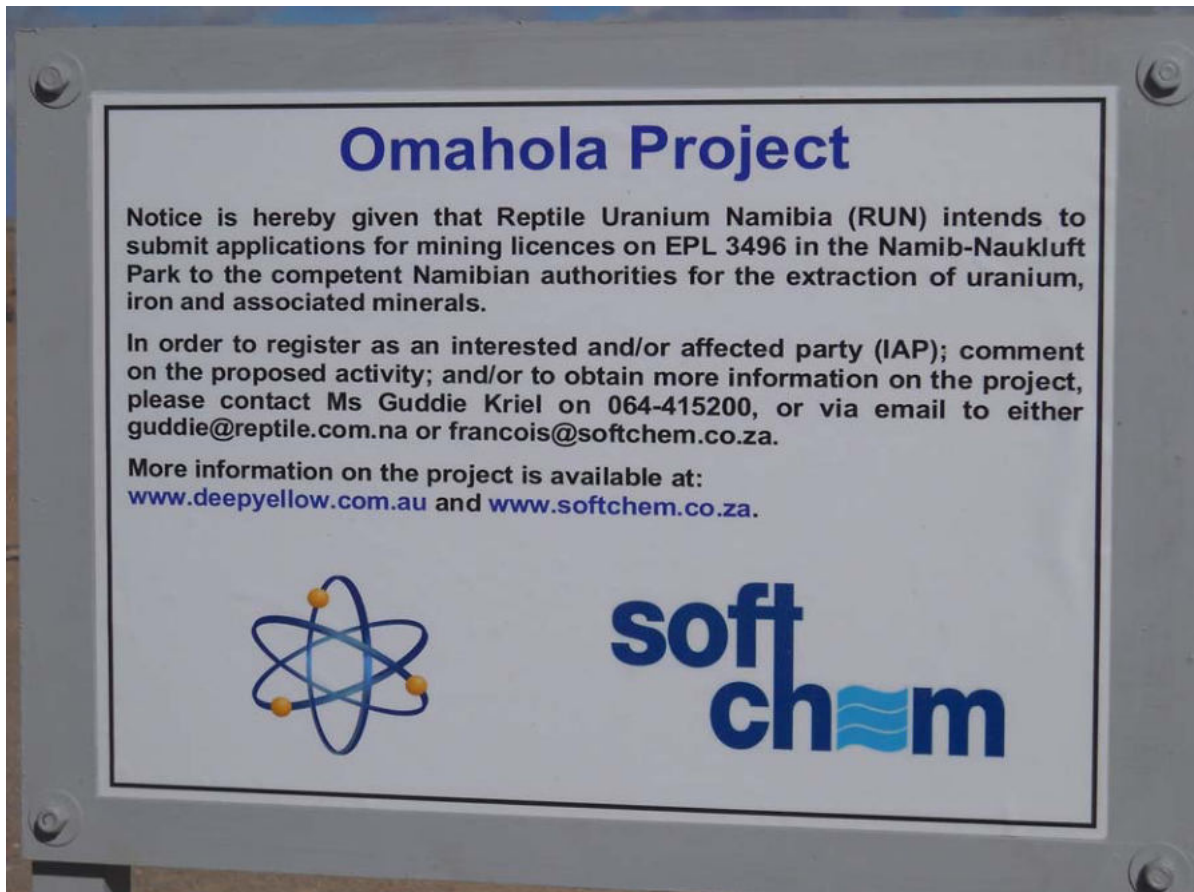 Omahola Project
Notice is hereby given that Reptile Uranium Namibia (RUN) intends to
submit applications for mining licences on EPL 3496 in the Namib-Naukluft
Park to the competent Namibian authorities for the extraction of uranium,
iron and associated minerals.
In order to register as an interested and/or affected party (IAP); comment
on the proposed activity; and/or to obtain more information on the project,
please contact Ms Guddie Kriel on 064-415200, or via email to either
guddie@reptile.com.na or francois@softchem.co.za.
More information on the project is available at:
www.deepyellow.com.au and www.softchem.co.za.
soft
chem